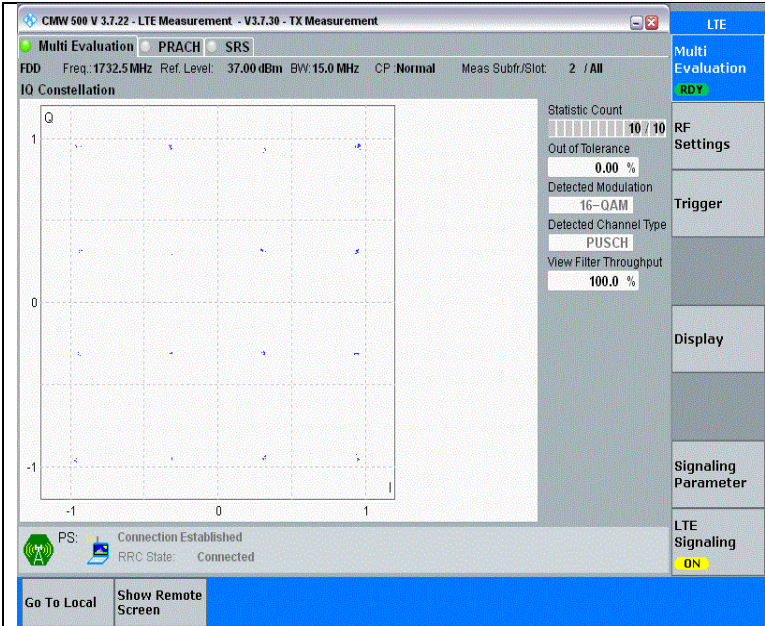 CMW 500 V 3.7.22 - LTE Measurement - V3.7.30 - TX Measurement
LTE
Multi Evaluation PRACH SRS
Multi
Evaluation
RDY
FDD Freq.: 1732.5 MHz Ref. Level: 37.00 dBm BW: 15.0 MHz CP : Normal Meas Subfr./Slot: 2 / All
IQ Constellation
Q
1
0
-1
-1 0 1
I
Statistic Count
10 / 10
Out of Tolerance
0.00 %
Detected Modulation
16-QAM
Detected Channel Type
PUSCH
View Filter Throughput
100.0 %
RF
Settings
Trigger
Display
Signaling
Parameter
LTE
Signaling
ON
PS: Connection Established
RRC State: Connected
Go To Local
Show Remote
Screen